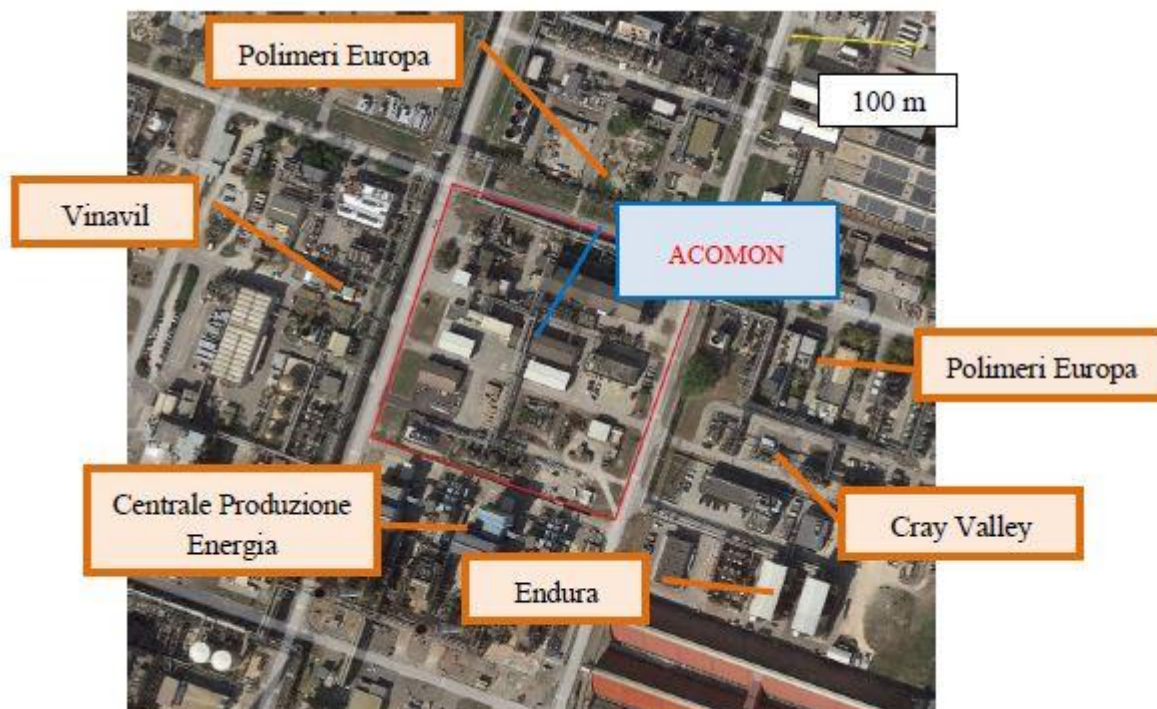 Polimeri Europa
100 m
Vinavil
ACOMON
Polimeri Europa
Centrale Produzione
Energia
Cray Valley
Endura